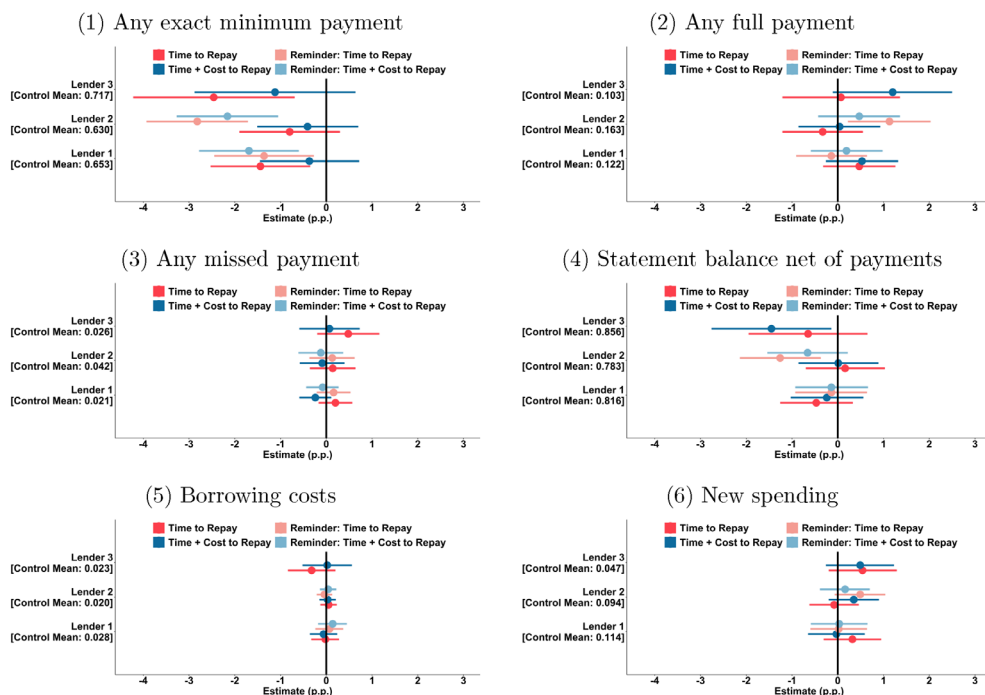 (1) Any exact minimum payment
Time to Repay Reminder: Time to Repay
Time + Cost to Repay Reminder: Time + Cost to Repay
Lender 3
[Control Mean: 0.717]
Lender 2
[Control Mean: 0.630]
Lender 1
[Control Mean: 0.653]
-4 -3 -2 -1 0 1 2 3
Estimate (p.p.)
(2) Any full payment
Time to Repay Reminder: Time to Repay
Time + Cost to Repay Reminder: Time + Cost to Repay
Lender 3
[Control Mean: 0.103]
Lender 2
[Control Mean: 0.163]
Lender 1
[Control Mean: 0.122]
-4 -3 -2 -1 0 1 2 3
Estimate (p.p.)
(3) Any missed payment
Time to Repay Reminder: Time to Repay
Time + Cost to Repay Reminder: Time + Cost to Repay
Lender 3
[Control Mean: 0.026]
Lender 2
[Control Mean: 0.042]
Lender 1
[Control Mean: 0.021]
-4 -3 -2 -1 0 1 2 3
Estimate (p.p.)
(4) Statement balance net of payments
Time to Repay Reminder: Time to Repay
Time + Cost to Repay Reminder: Time + Cost to Repay
Lender 3
[Control Mean: 0.856]
Lender 2
[Control Mean: 0.783]
Lender 1
[Control Mean: 0.816]
-4 -3 -2 -1 0 1 2 3
Estimate (p.p.)
(5) Borrowing costs
Time to Repay Reminder: Time to Repay
Time + Cost to Repay Reminder: Time + Cost to Repay
Lender 3
[Control Mean: 0.023]
Lender 2
[Control Mean: 0.020]
Lender 1
[Control Mean: 0.028]
-4 -3 -2 -1 0 1 2 3
Estimate (p.p.)
(6) New spending
Time to Repay Reminder: Time to Repay
Time + Cost to Repay Reminder: Time + Cost to Repay
Lender 3
[Control Mean: 0.047]
Lender 2
[Control Mean: 0.094]
Lender 1
[Control Mean: 0.114]
-4 -3 -2 -1 0 1 2 3
Estimate (p.p.)